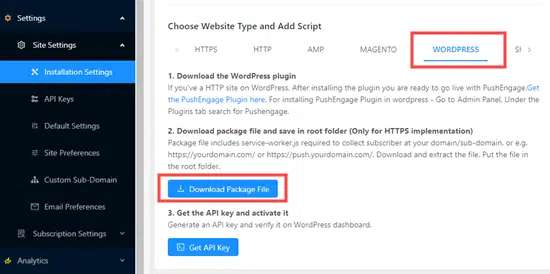 Settings
Site Settings
Installation Settings
API Keys
Default Settings
Site Preferences
Custom Sub-Domain
Email Preferences
Subscription Settings
Analytics
Choose Website Type and Add Script
HTTPS HTTP AMP MAGENTO WORDPRESS
1. Download the WordPress plugin
If you've a HTTP site on WordPress. After installing the plugin you are ready to go live with PushEngage.Get
the PushEngage Plugin here. For installing PushEngage Plugin in wordpress - Go to Admin Panel. Under the
Plugins tab search for Pushengage.
2. Download package file and save in root folder (Only for HTTPS implementation)
Package file includes service-worker.js required to collect subscriber at your domain/sub-domain. or e.g.
https://yourdomain.com/ or https://push.yourdomain.com/. Download and extract the file. Put the file in
the root folder.
Download Package File
3. Get the API key and activate it
Generate an API key and verify it on WordPress dashboard.
Get API Key